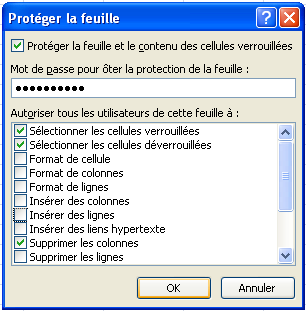 Protéger la feuille
Protéger la feuille et le contenu des cellules verrouillées
Mot de passe pour ôter la protection de la feuille :
••••••••••
Autoriser tous les utilisateurs de cette feuille à :
Sélectionner les cellules verrouillées
Sélectionner les cellules déverrouillées
Format de cellule
Format de colonnes
Format de lignes
Insérer des colonnes
Insérer des lignes
Insérer des liens hypertexte
Supprimer les colonnes
Supprimer les lignes
OK
Annuler